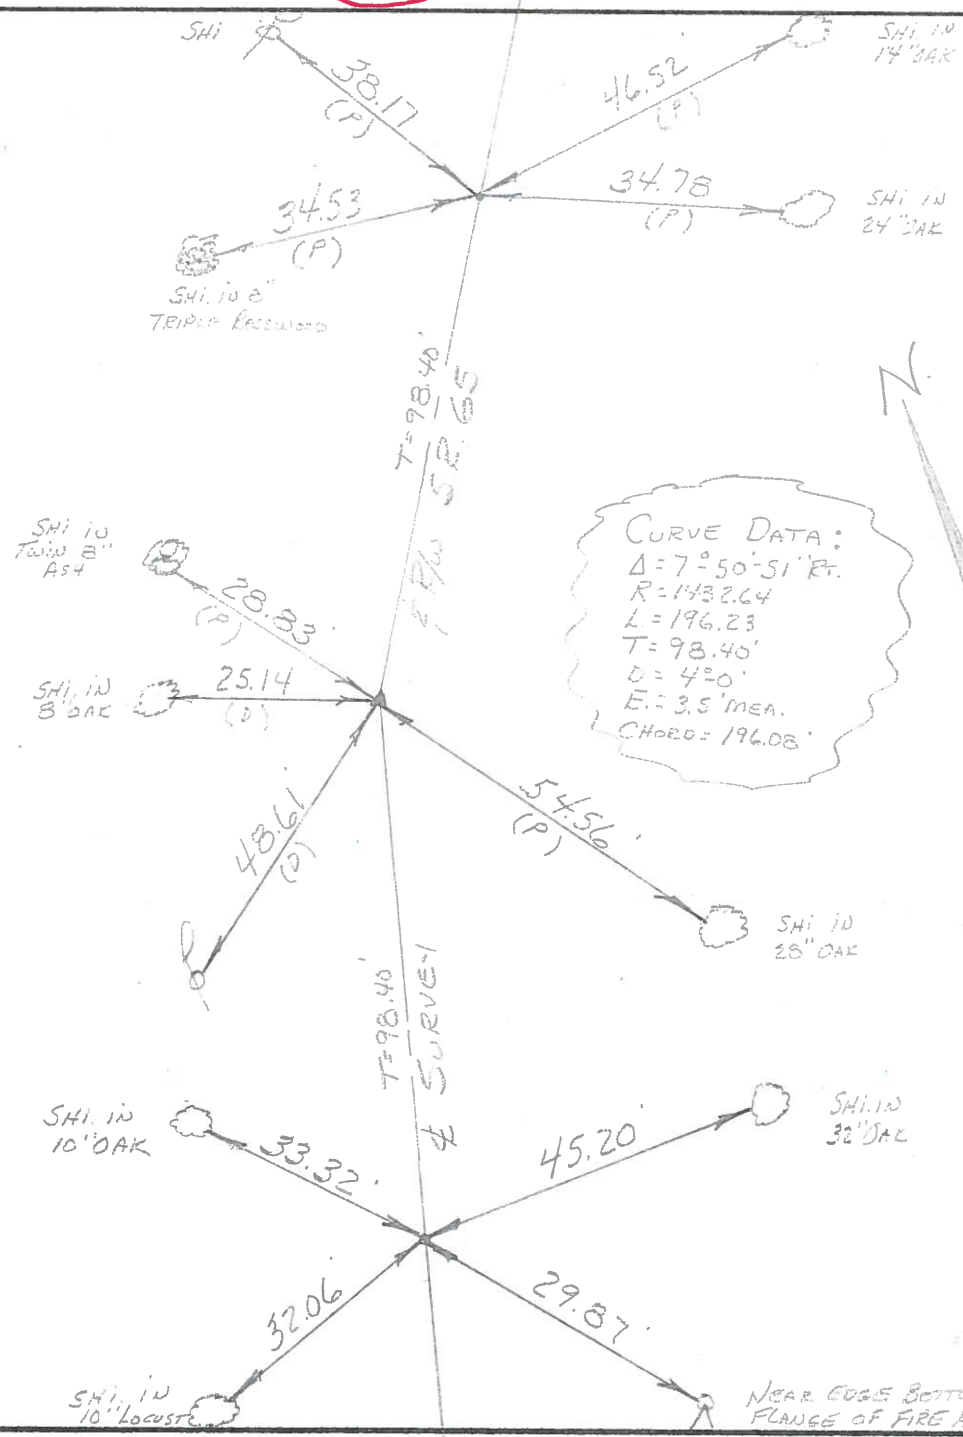 SHI
38.17
(P)
46.52
(P)
SHI. IN
14" OAK
34.53
(P)
34.78
(P)
SHI. IN
24" OAK
SHI. IN 8"
TRIPLE BASSWOOD
N.
T=98.40'
R/W S.R. 65
SHI. IN
TWIN 8"
ASH
28.83'
SHI. IN
8" OAK
25.14
CURVE DATA:
Δ=7°-50'-51" RT.
R=1432.64
L=196.23
T=98.40'
D=4°-0'
E.=3.5' MEA.
CHORD=196.08'
48.61
54.56'
(P)
SHI. IN
28" OAK
T=98.40'
℄ SURVEY
SHI. IN
10" OAK
33.32'
45.20
SHI. IN
32" OAK
32.06
29.87'
SHI. IN
10" LOCUST
NEAR EDGE
FLANGE OF FIRE